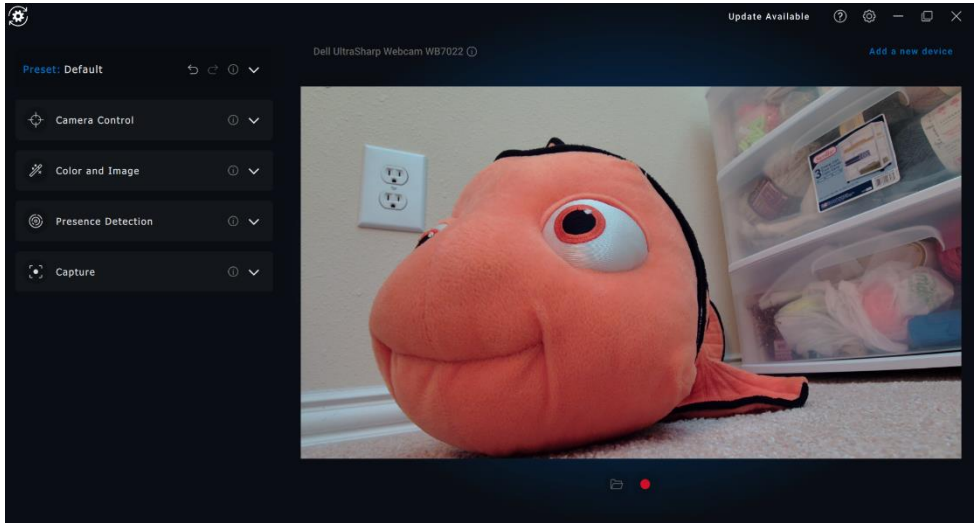 Update Available
Dell UltraSharp Webcam WB7022
Add a new device
Preset: Default
Camera Control
Color and Image
Presence Detection
Capture
3